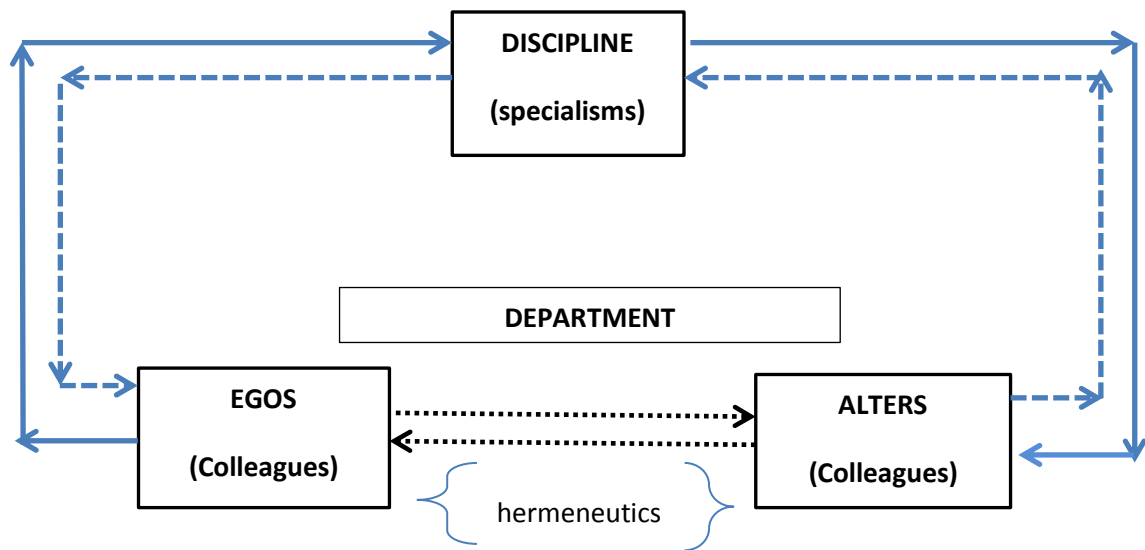 DISCIPLINE
(specialisms)
DEPARTMENT
EGOS
(Colleagues)
ALTERS
(Colleagues)
hermeneutics